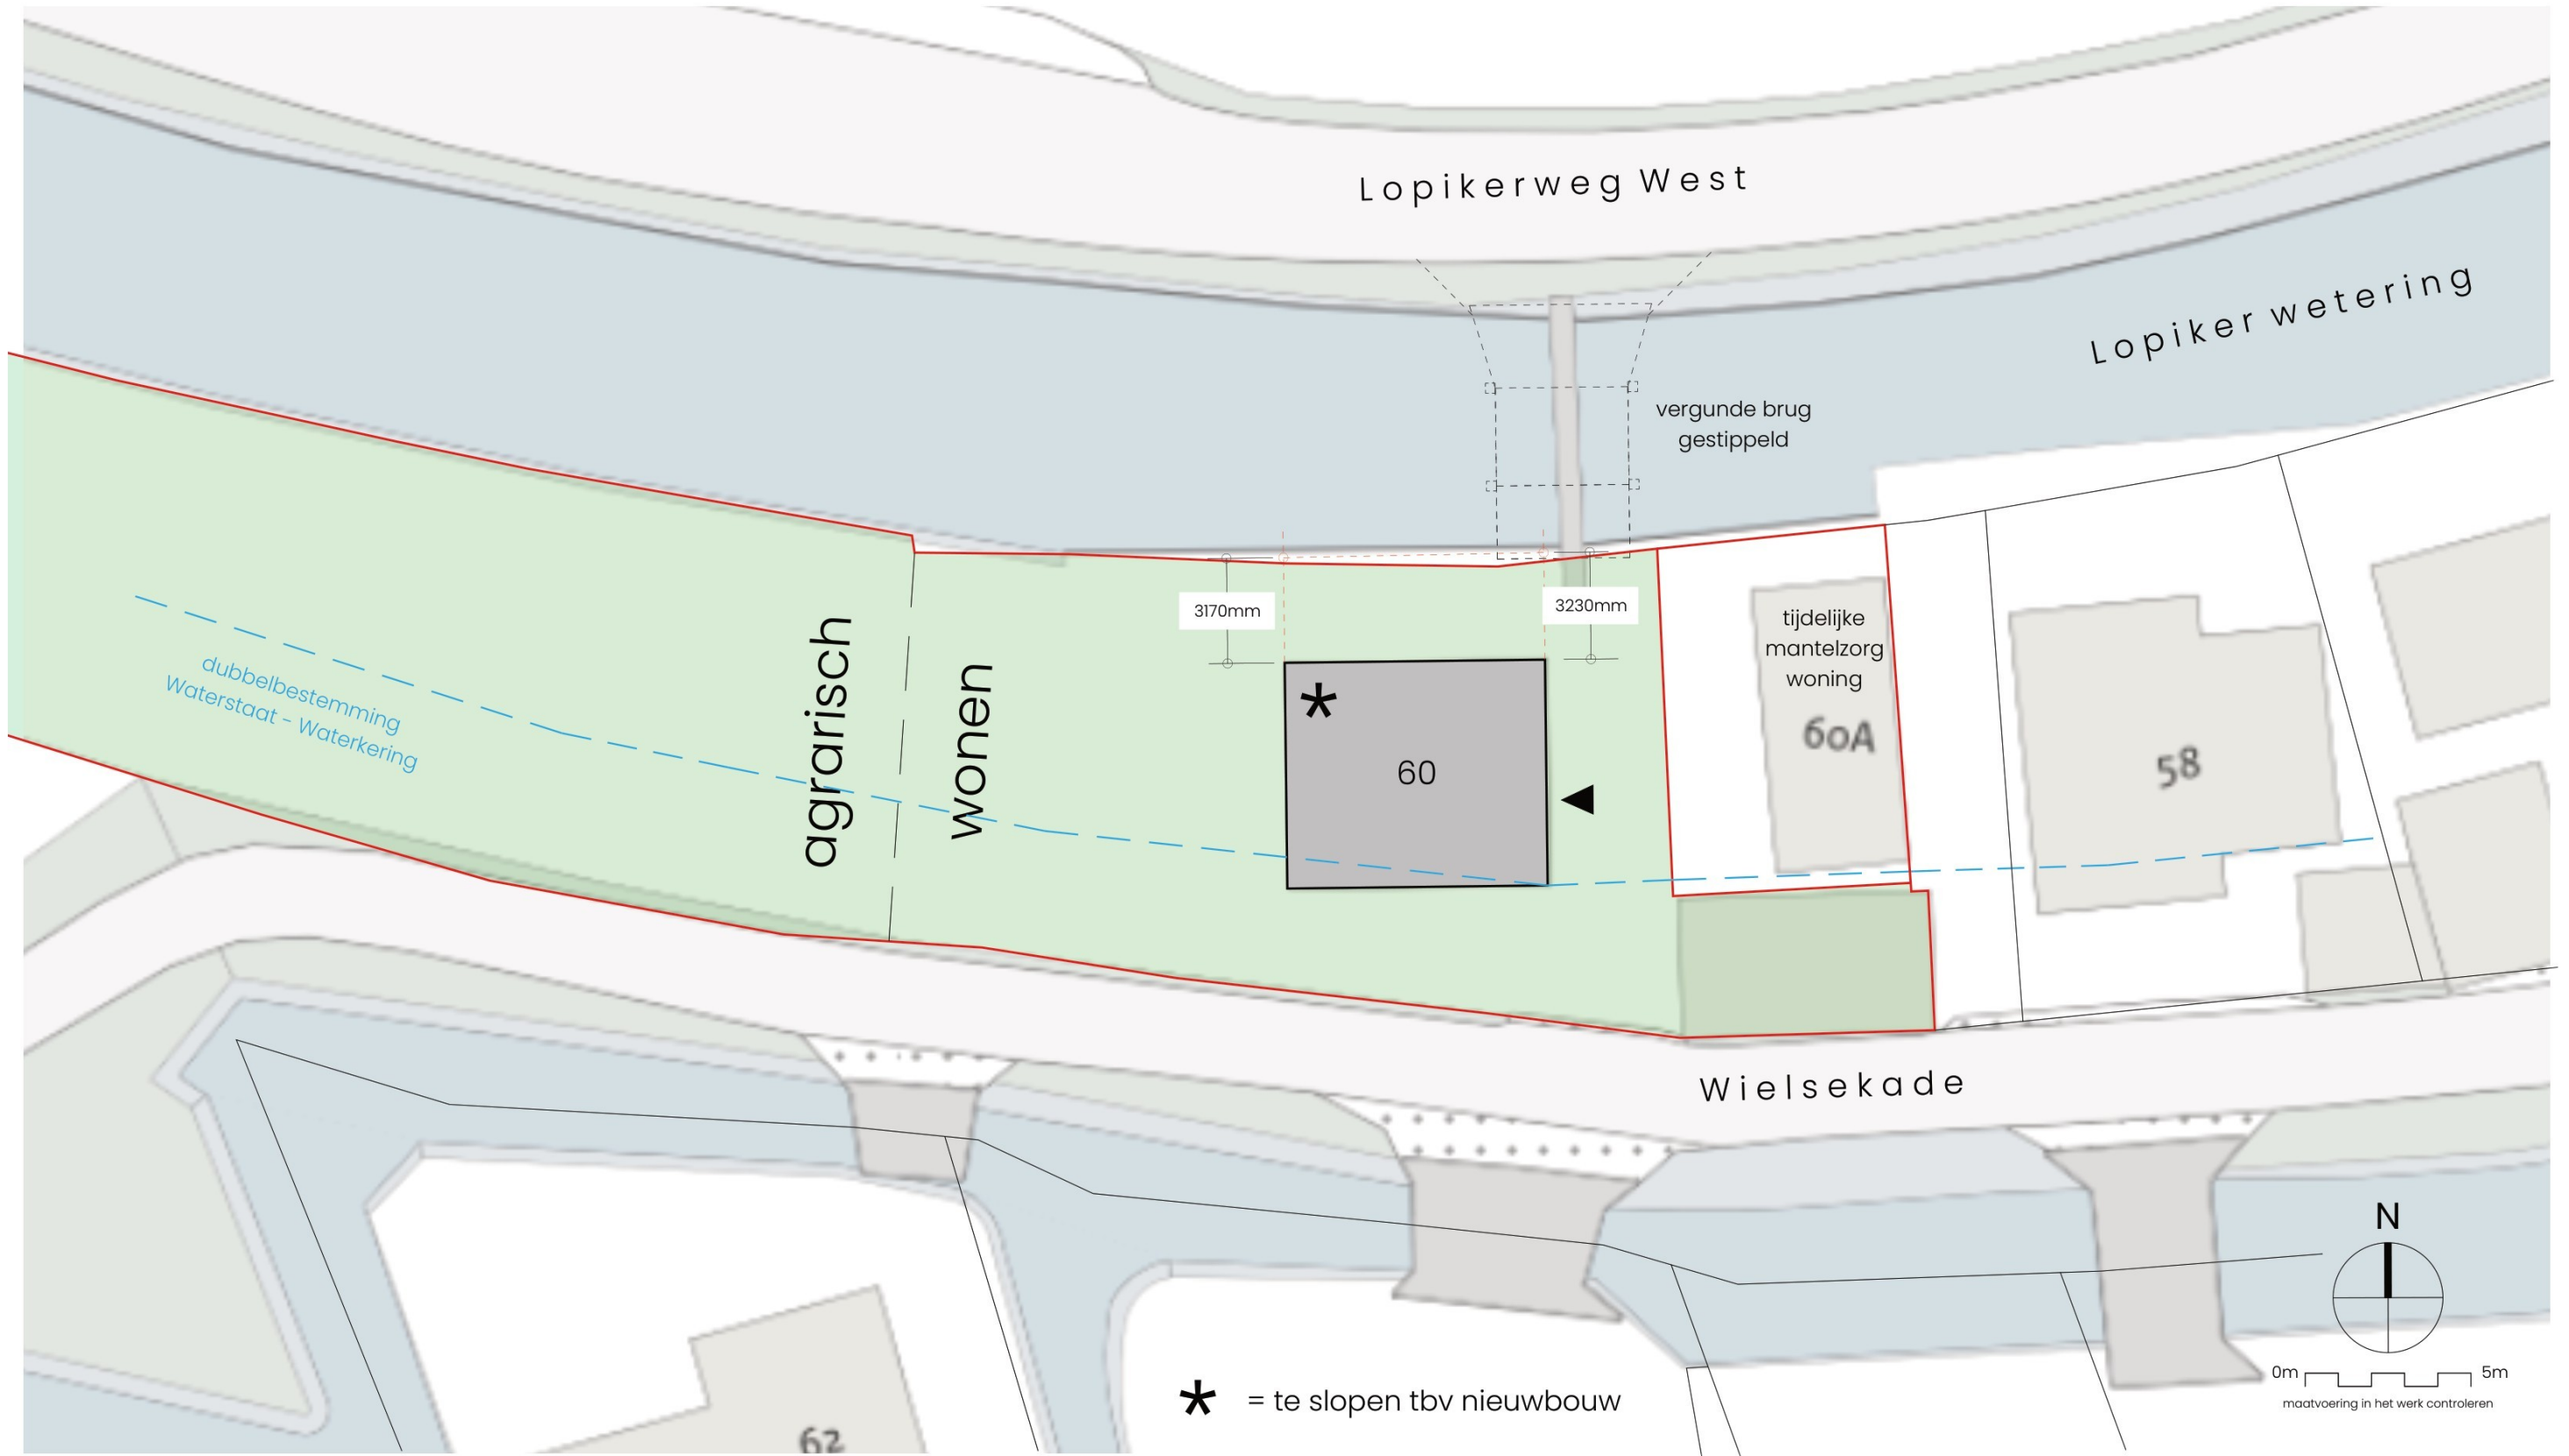 Lopikerweg West
Lopiker wetering
vergunde brug
gestippeld
3170mm
3230mm
tijdelijke
mantelzorg
woning
60A
58
dubbelbestemming
Waterstaat - Waterkering
agrarisch
wonen
*
60
Wielsekade
N
0m
5m
maatvoering in het werk controleren
* = te slopen tbv nieuwbouw
62